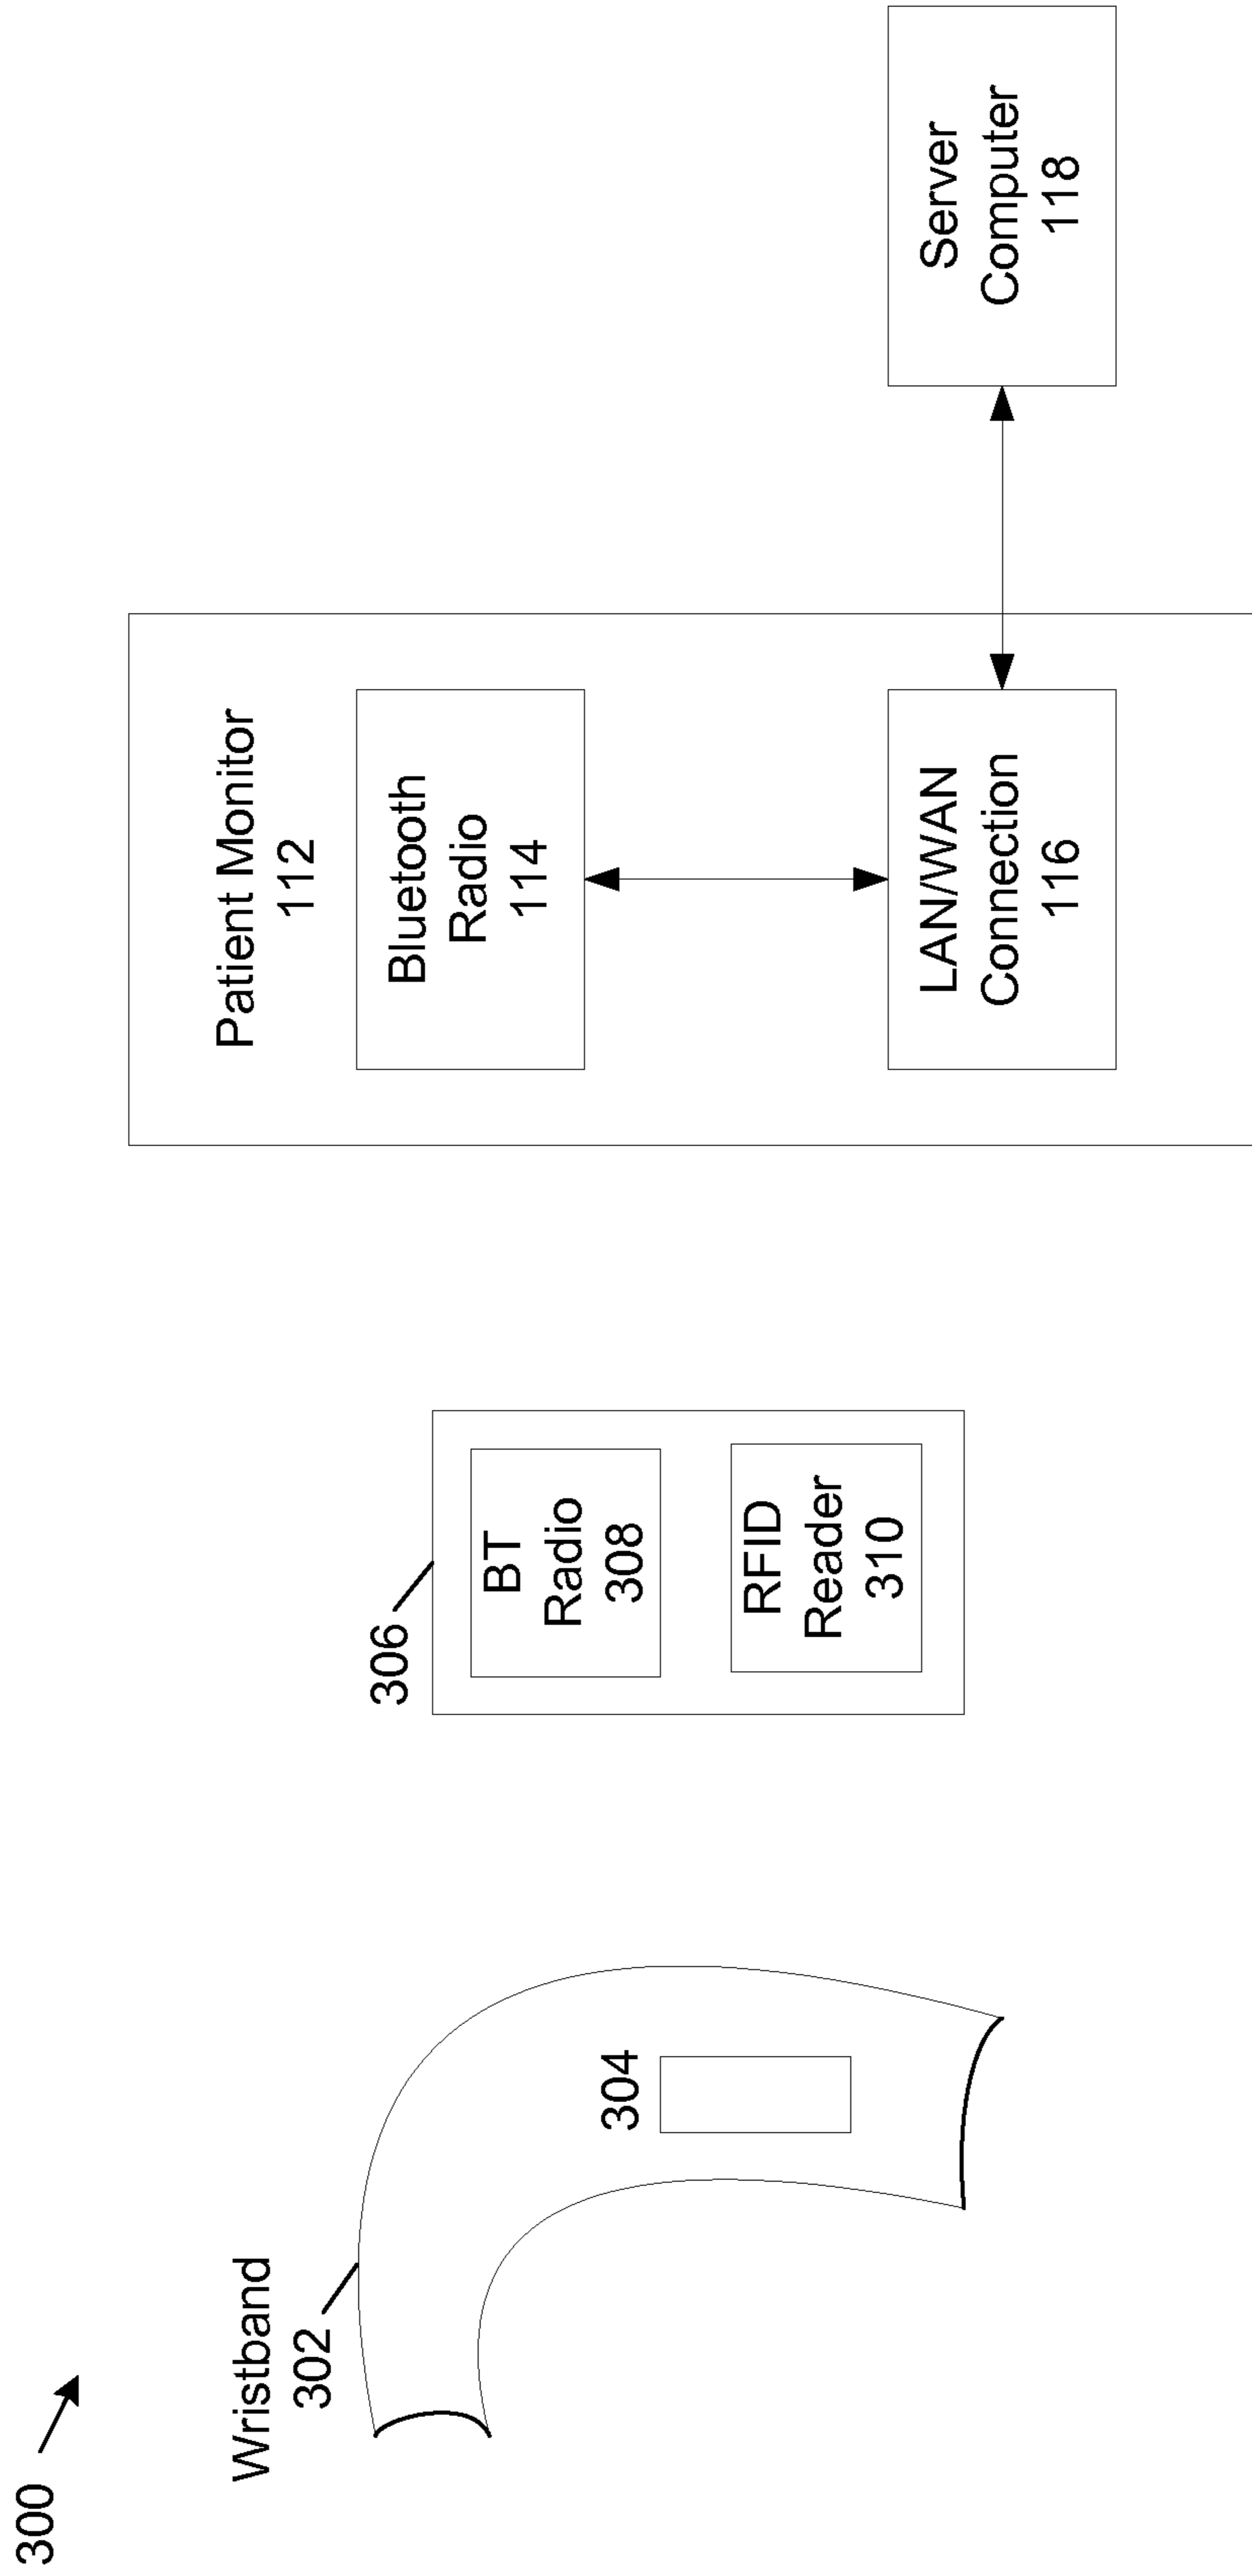 300
Wristband
302
304
306
BT
Radio
308
RFID
Reader
310
Patient Monitor
112
Bluetooth
Radio
114
LAN/WAN
Connection
116
Server
Computer
118